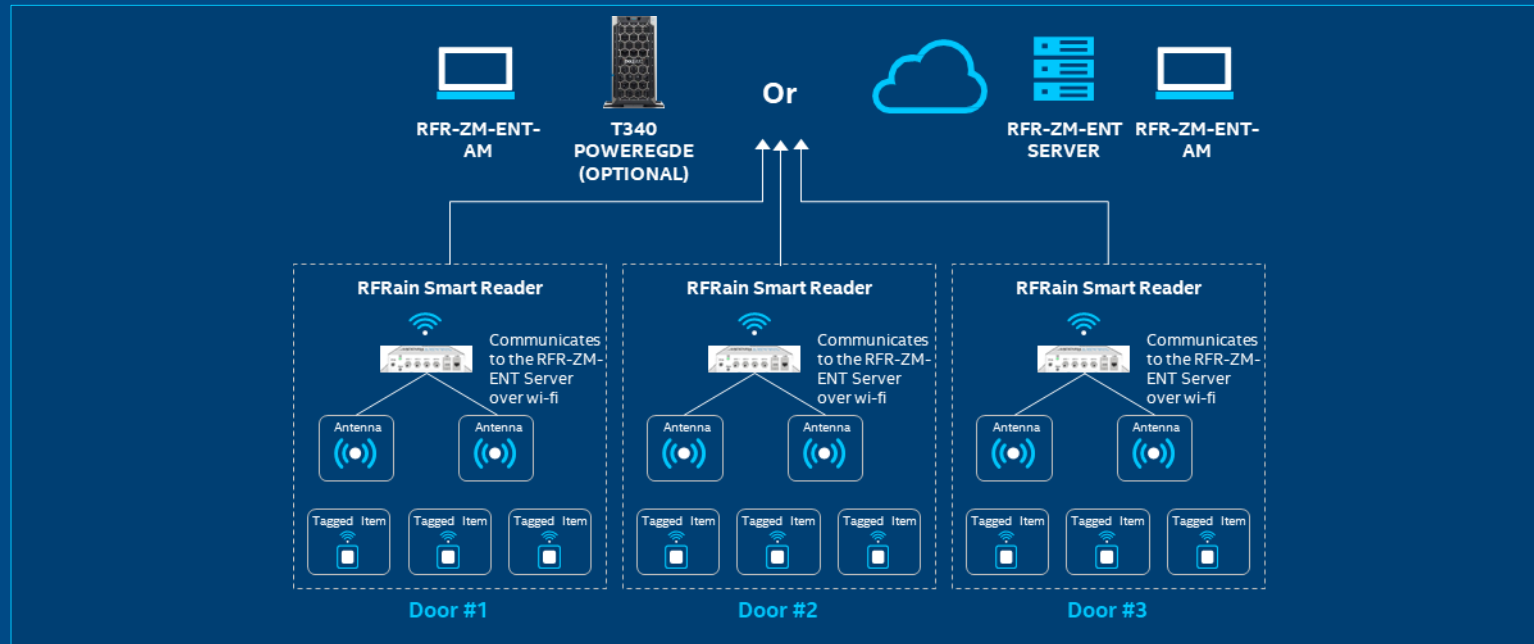 Or
RFR-ZM-ENT-
AM
T340
POWEREGDE
(OPTIONAL)
RFR-ZM-ENT
SERVER
RFR-ZM-ENT-
AM
RFRain Smart Reader
Communicates
to the RFR-ZM-
ENT Server
over wi-fi
Antenna
Antenna
Tagged Item
Tagged Item
Tagged Item
Door #1
RFRain Smart Reader
Communicates
to the RFR-ZM-
ENT Server
over wi-fi
Antenna
Antenna
Tagged Item
Tagged Item
Tagged Item
Door #2
RFRain Smart Reader
Communicates
to the RFR-ZM-
ENT Server
over wi-fi
Antenna
Antenna
Tagged Item
Tagged Item
Tagged Item
Door #3